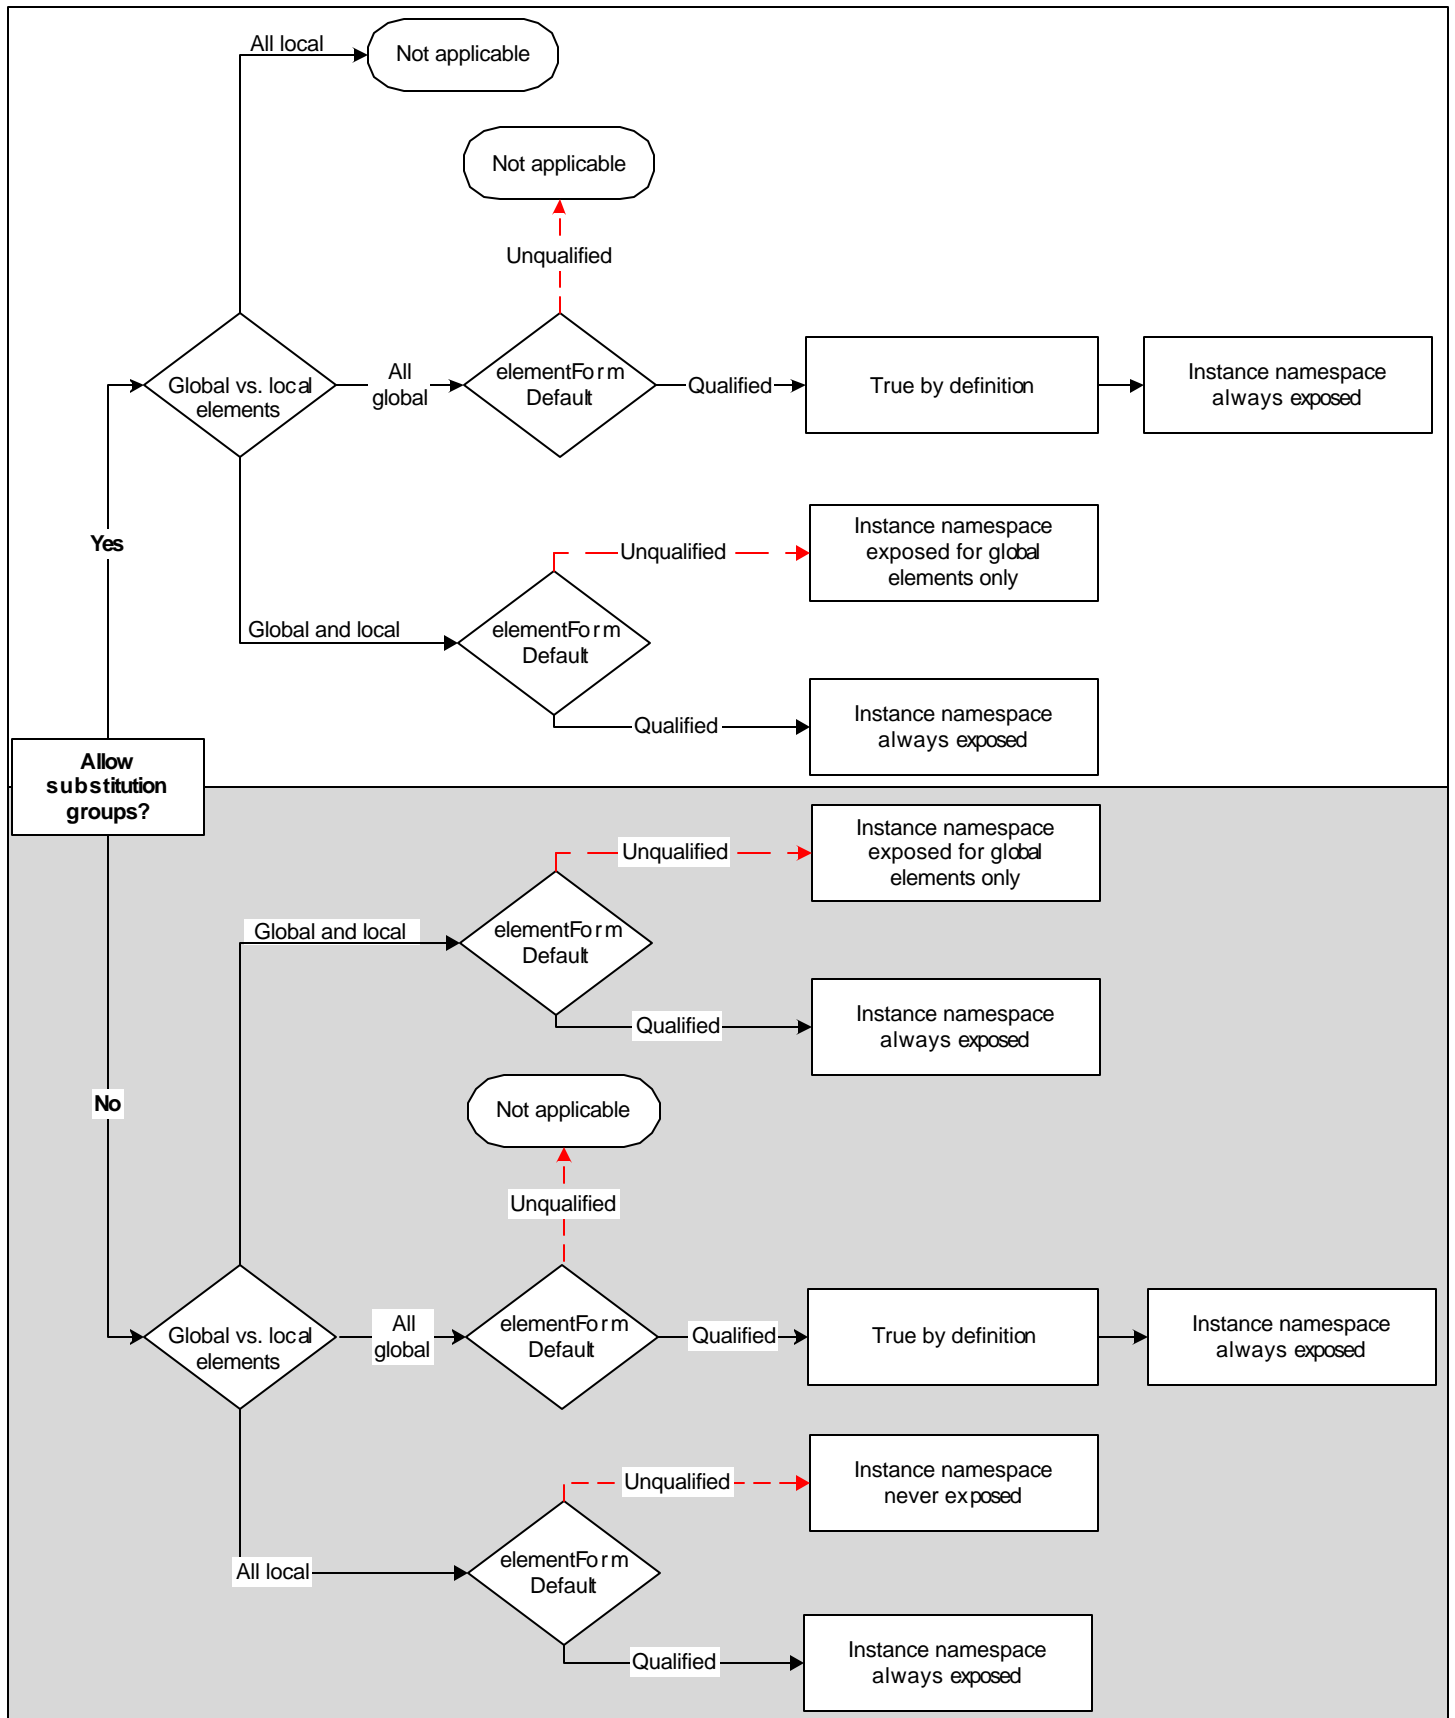 All local
Not applicable
Not applicable
Unqualified
Global vs. local
elements
All
global
elementForm
Default
Qualified
True by definition
Instance namespace
always exposed
Yes
Unqualified
Instance namespace
exposed for global
elements only
Global and local
elementForm
Default
Qualified
Instance namespace
always exposed
Allow
substitution
groups?
Unqualified
Instance namespace
exposed for global
elements only
Global and local
elementForm
Default
Qualified
Instance namespace
always exposed
No
Not applicable
Unqualified
Global vs. local
elements
All
global
elementForm
Default
Qualified
True by definition
Instance namespace
always exposed
Unqualified
Instance namespace
never exposed
All local
elementForm
Default
Qualified
Instance namespace
always exposed